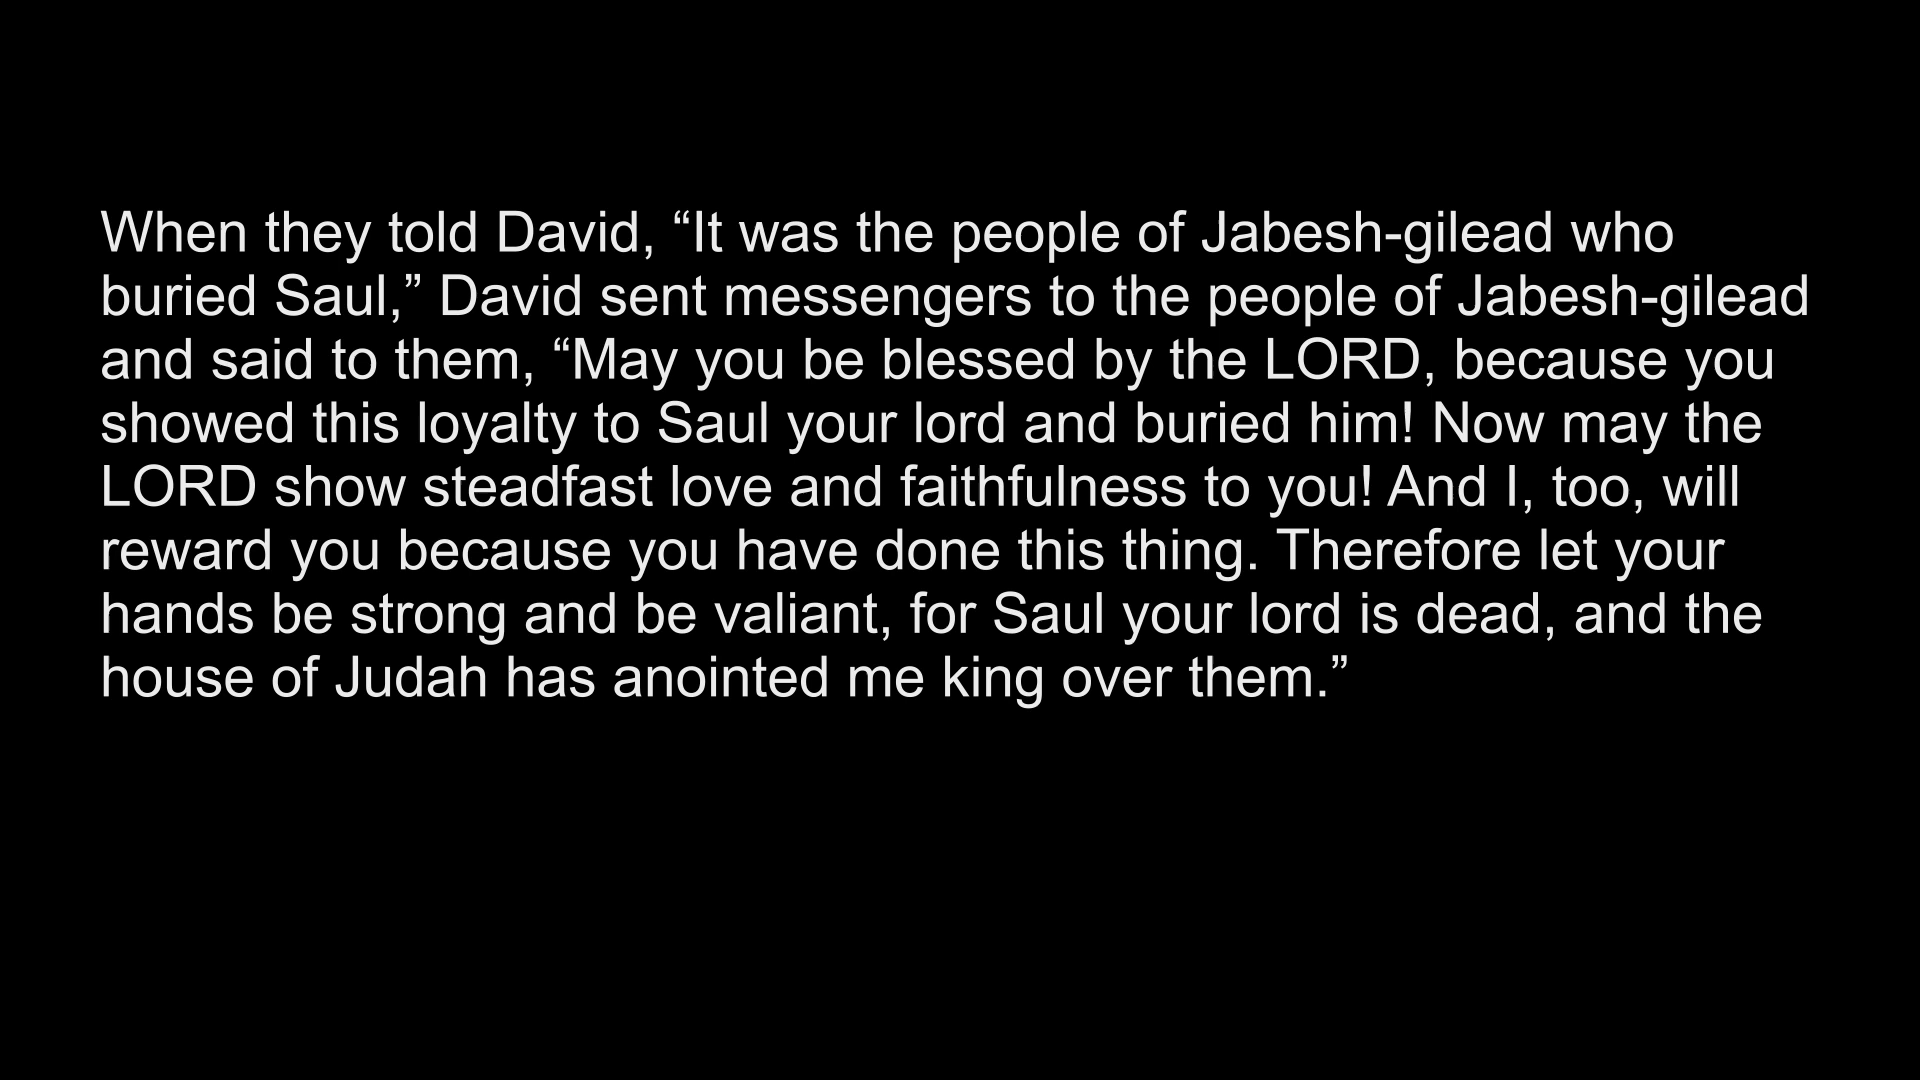 When they told David, “It was the people of Jabesh-gilead who
buried Saul,” David sent messengers to the people of Jabesh-gilead
and said to them, “May you be blessed by the LORD, because you
showed this loyalty to Saul your lord and buried him! Now may the
LORD show steadfast love and faithfulness to you! And I, too, will
reward you because you have done this thing. Therefore let your
hands be strong and be valiant, for Saul your lord is dead, and the
house of Judah has anointed me king over them.”